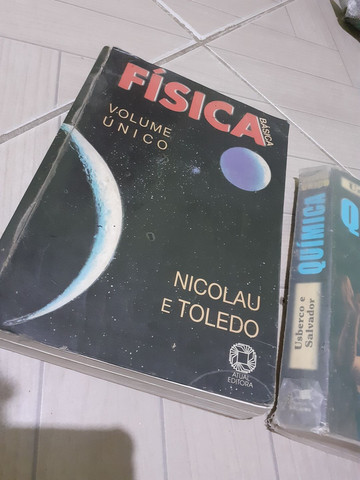 FÍSICA
BÁSICA
VOLUME
ÚNICO
NICOLAU
E TOLEDO
ATUAL
EDITORA
QUÍMICA
Usberco e
Salvador